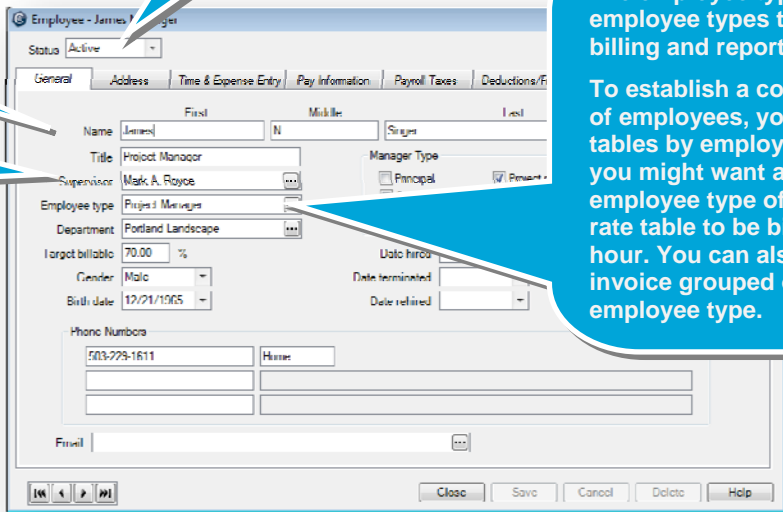 employee types t
billing and report
Employee - James
Status Active
General Address Time & Expense Entry Pay Information Payroll Taxes Deductions/F
To establish a co
of employees, yo
tables by employ
you might want a
employee type of
rate table to be b
hour. You can als
invoice grouped
employee type.
First Middle Last
Name James N Singer
Title Project Manager Manager Type
Supervisor Mark A. Royce Principal Project
Employee type Project Manager
Department Portland Landscape
Target billable 70.00 % Date hired
Gender Male Date terminated
Birth date 12/21/1965 Date rehired
Phone Numbers
503-229-1611 Home
Email
Close Save Cancel Delete Help